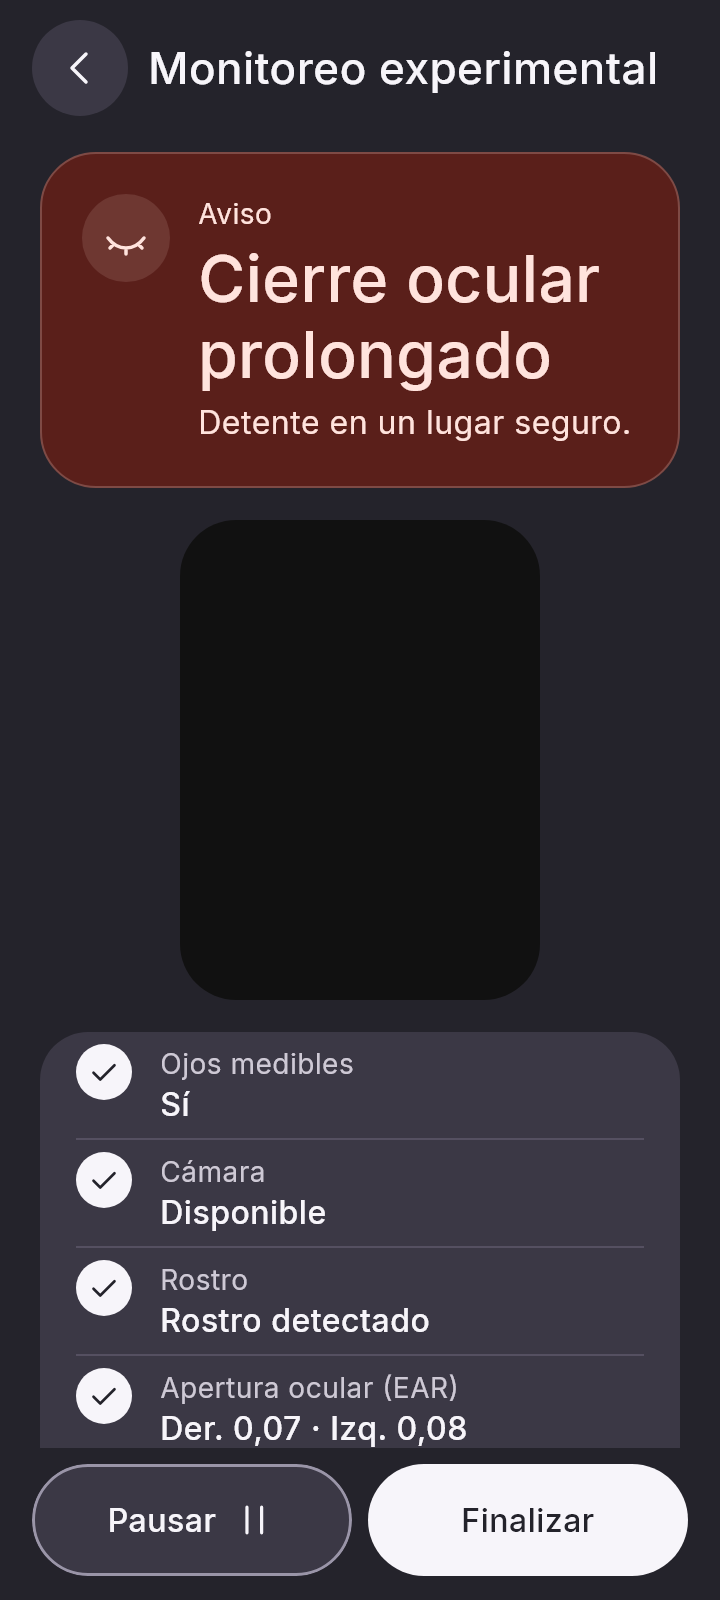 Monitoreo experimental
Aviso
Cierre ocular
prolongado
Detente en un lugar seguro.
Ojos medibles
Sí
Cámara
Disponible
Rostro
Rostro detectado
Apertura ocular (EAR)
Der. 0,07 · Izq. 0,08
Pausar
Finalizar